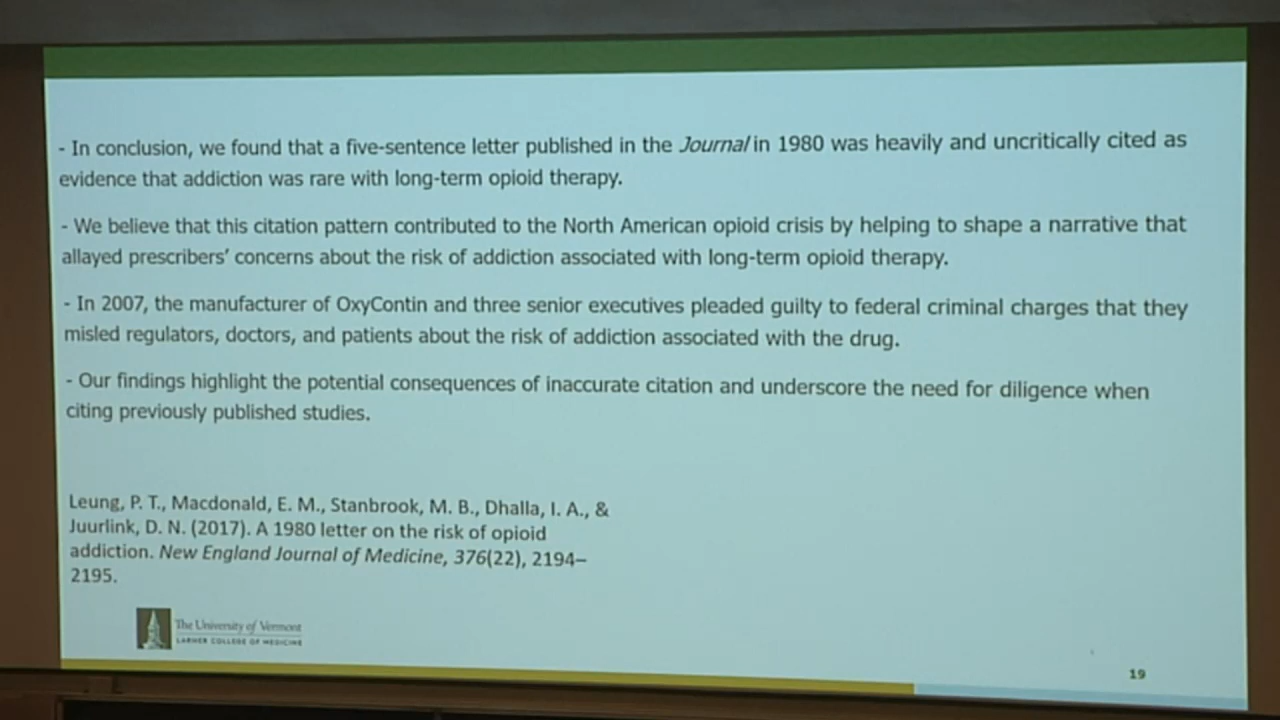 - In conclusion, we found that a five-sentence letter published in the Journal in 1980 was heavily and uncritically cited as
evidence that addiction was rare with long-term opioid therapy.
- We believe that this citation pattern contributed to the North American opioid crisis by helping to shape a narrative that
allayed prescribers' concerns about the risk of addiction associated with long-term opioid therapy.
- In 2007, the manufacturer of OxyContin and three senior executives pleaded guilty to federal criminal charges that they
misled regulators, doctors, and patients about the risk of addiction associated with the drug.
- Our findings highlight the potential consequences of inaccurate citation and underscore the need for diligence when
citing previously published studies.
Leung, P. T., Macdonald, E. M., Stanbrook, M. B., Dhalla, I. A., &
Juurlink, D. N. (2017). A 1980 letter on the risk of opioid
addiction. New England Journal of Medicine, 376(22), 2194–
2195.
The University of Vermont
LARNER COLLEGE OF MEDICINE
19